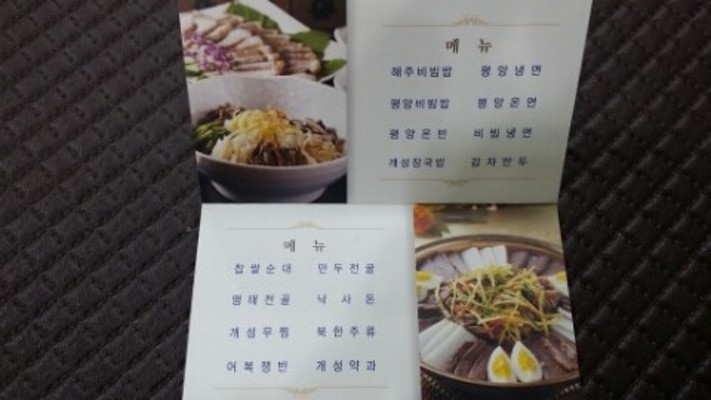 메 뉴
해주비빔밥 평양냉면
평양비빔밥 평양온면
평양온반 비빔냉면
개성장국밥 감자만두
메 뉴
찹쌀순대 만두전골
명태전골 낙 사 돈
개성무찜 북한주류
어복쟁반 개성약과